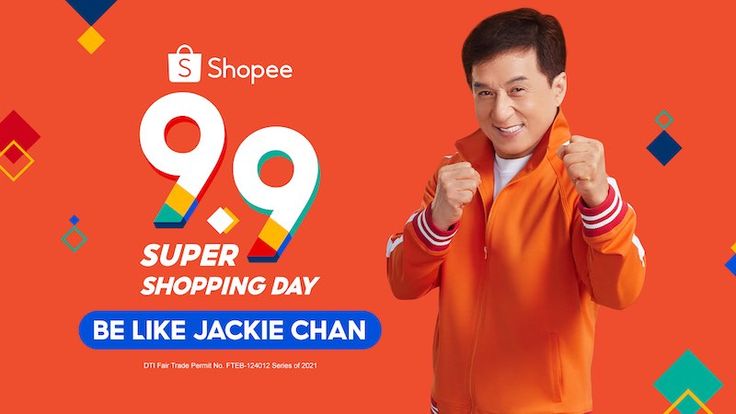 Shopee
9.9
SUPER
SHOPPING DAY
BE LIKE JACKIE CHAN
DTI Fair Trade Permit No. FTEB-124012 Series of 2021